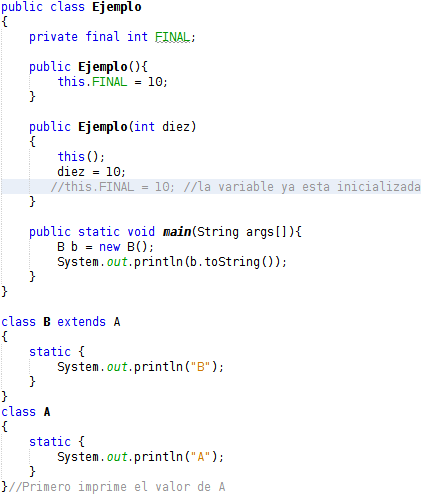 public class Ejemplo
{
private final int FINAL;
public Ejemplo(){
this.FINAL = 10;
}
public Ejemplo(int diez)
{
this();
diez = 10;
//this.FINAL = 10; //la variable ya esta inicializada
}
public static void main(String args[]){
B b = new B();
System.out.println(b.toString());
}
}
class B extends A
{
static {
System.out.println("B");
}
}
class A
{
static {
System.out.println("A");
}
}//Primero imprime el valor de A